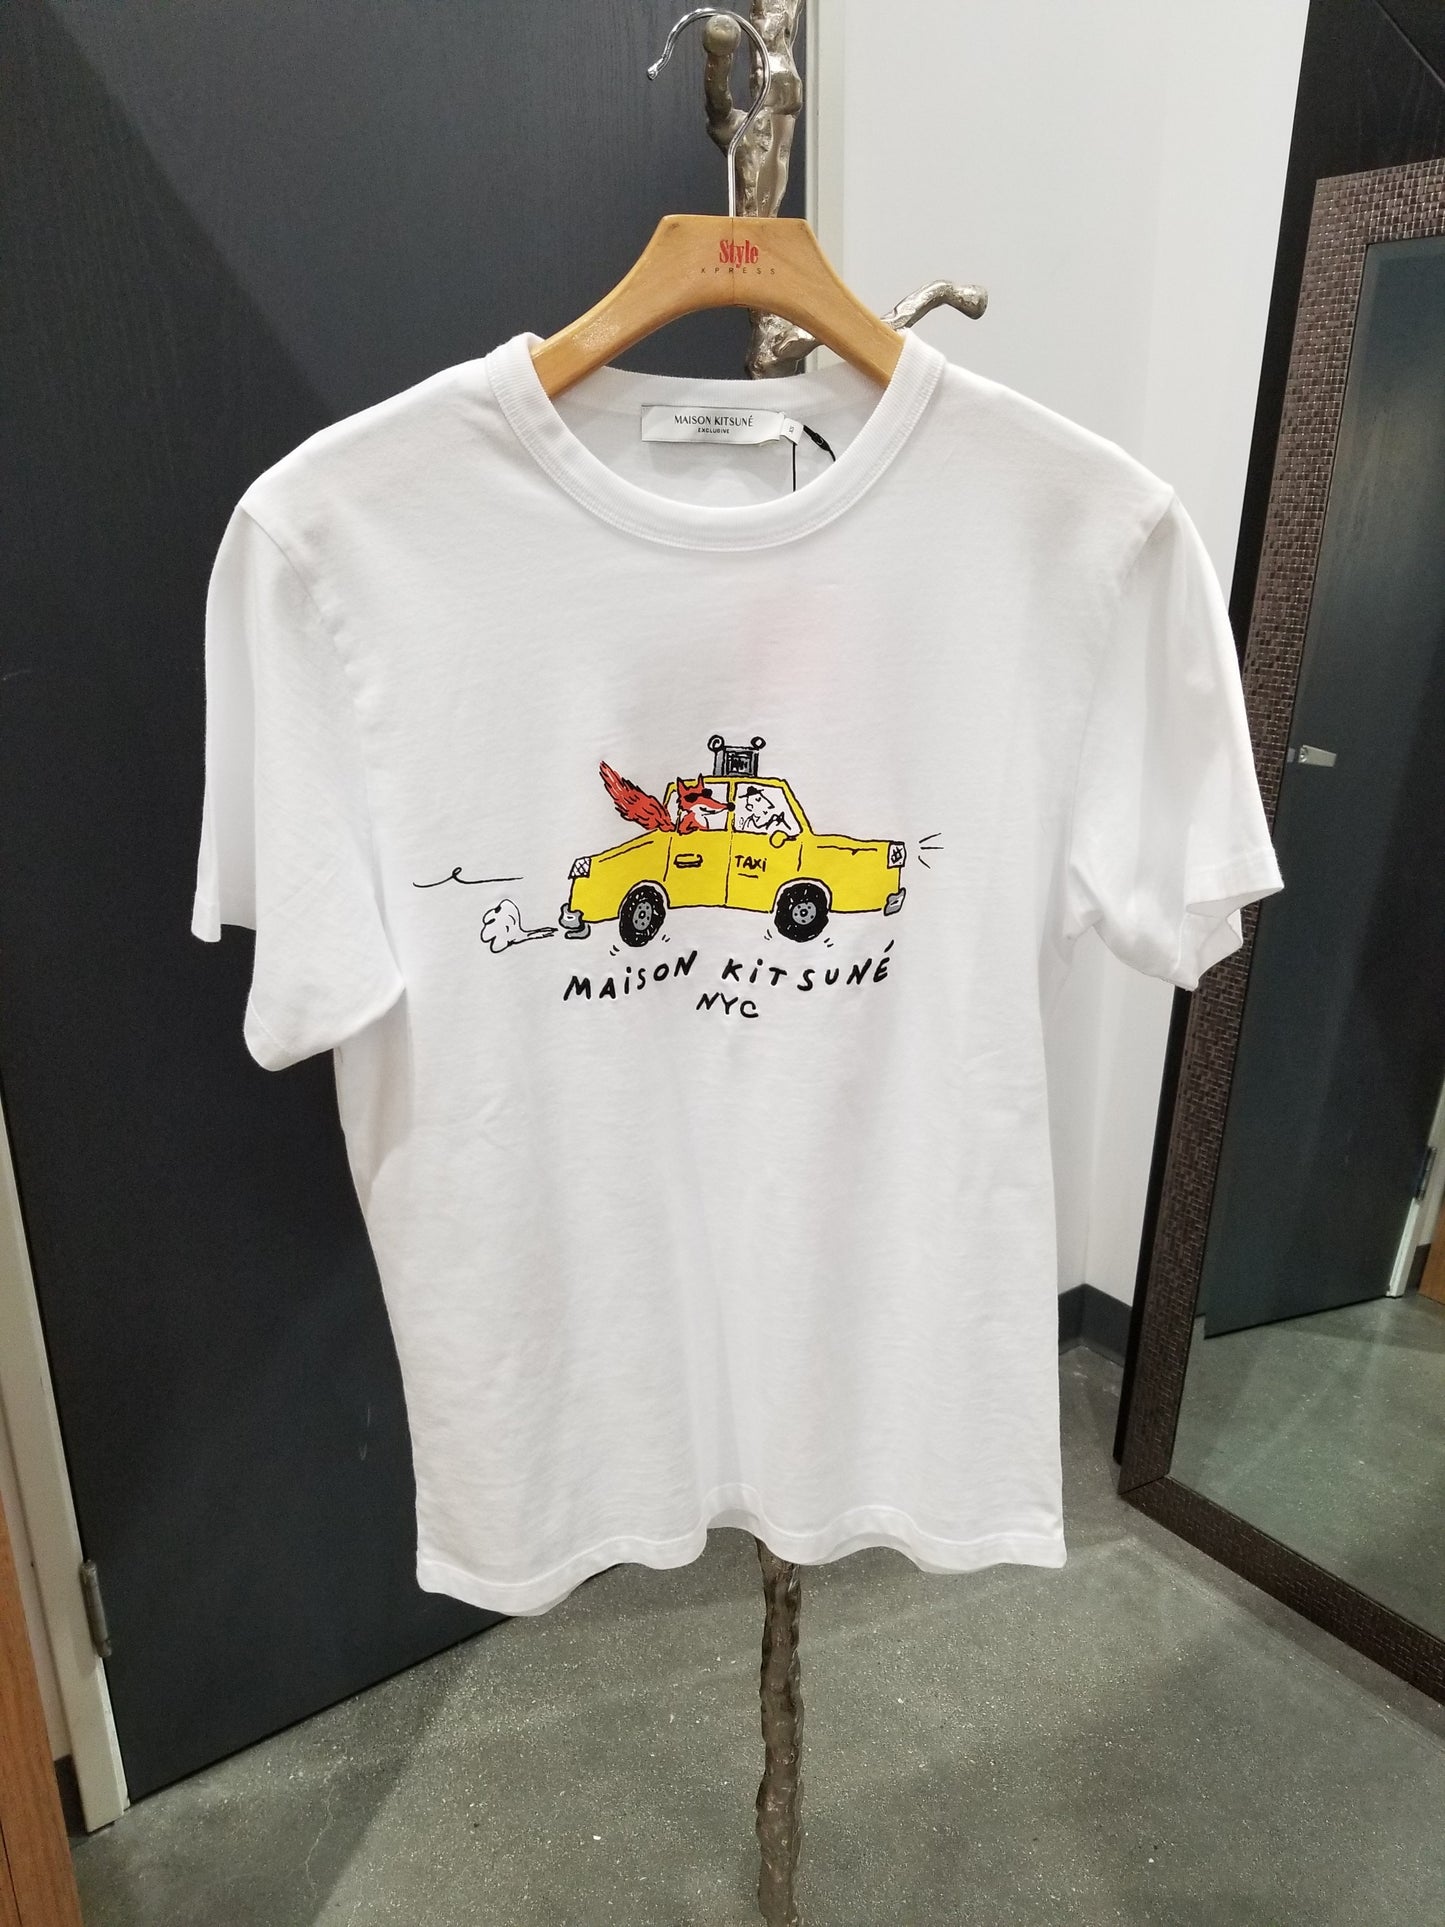 Style
XPRESS
MAISON KITSUNÉ
EXCLUSIVE
TAXI
MAiSON KiTSUNÉ
NYC